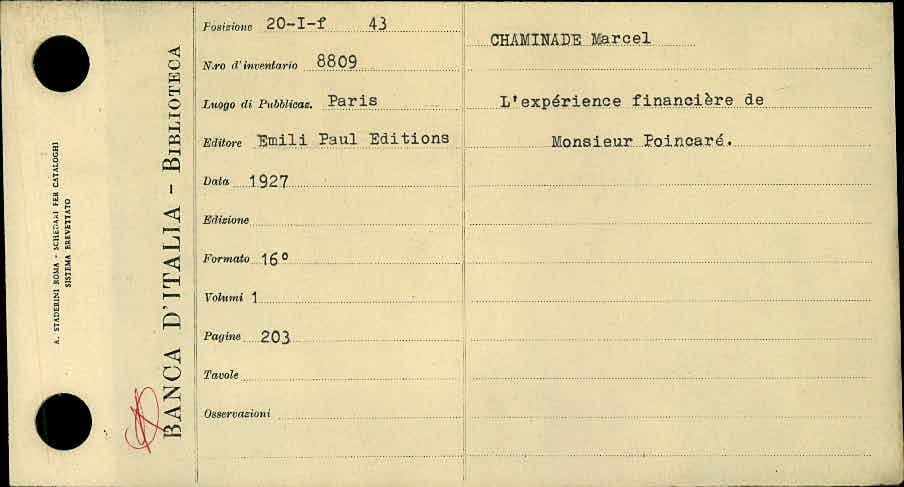 A. STADERINI ROMA - SCHEDARI PER CATALOGHI
SISTEMA BREVETTATO
BANCA D'ITALIA - BIBLIOTECA
Posizione 20-I-f 43
N.ro d'inventario 8809
Luogo di Pubblicaz. Paris
Editore Emili Paul Editions
Data 1927
Edizione
Formato 16°
Volumi 1
Pagine 203
Tavole
Osservazioni
CHAMINADE Marcel
L'expérience financière de
Monsieur Poincaré.